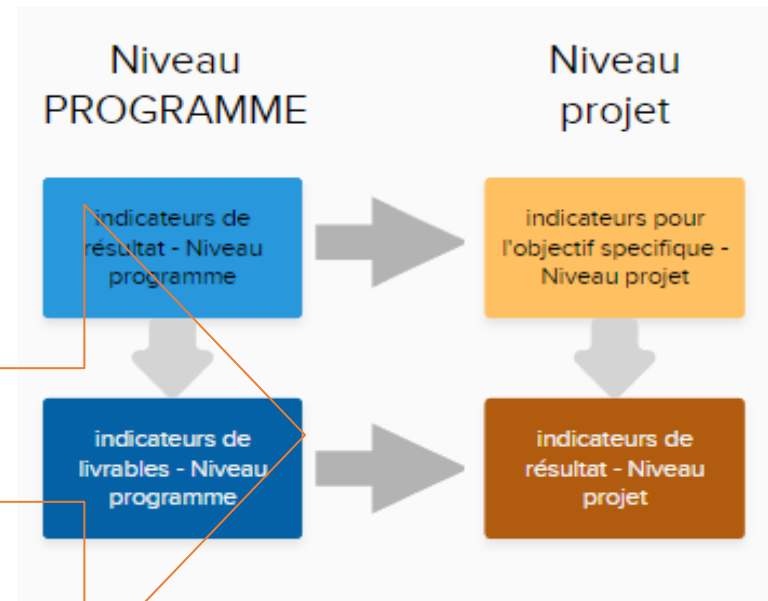 Niveau
PROGRAMME
Niveau
projet
indicateurs de
résultat - Niveau
programme
indicateurs pour
l'objectif specifique -
Niveau projet
indicateurs de
livrables - Niveau
programme
indicateurs de
résultat - Niveau
projet